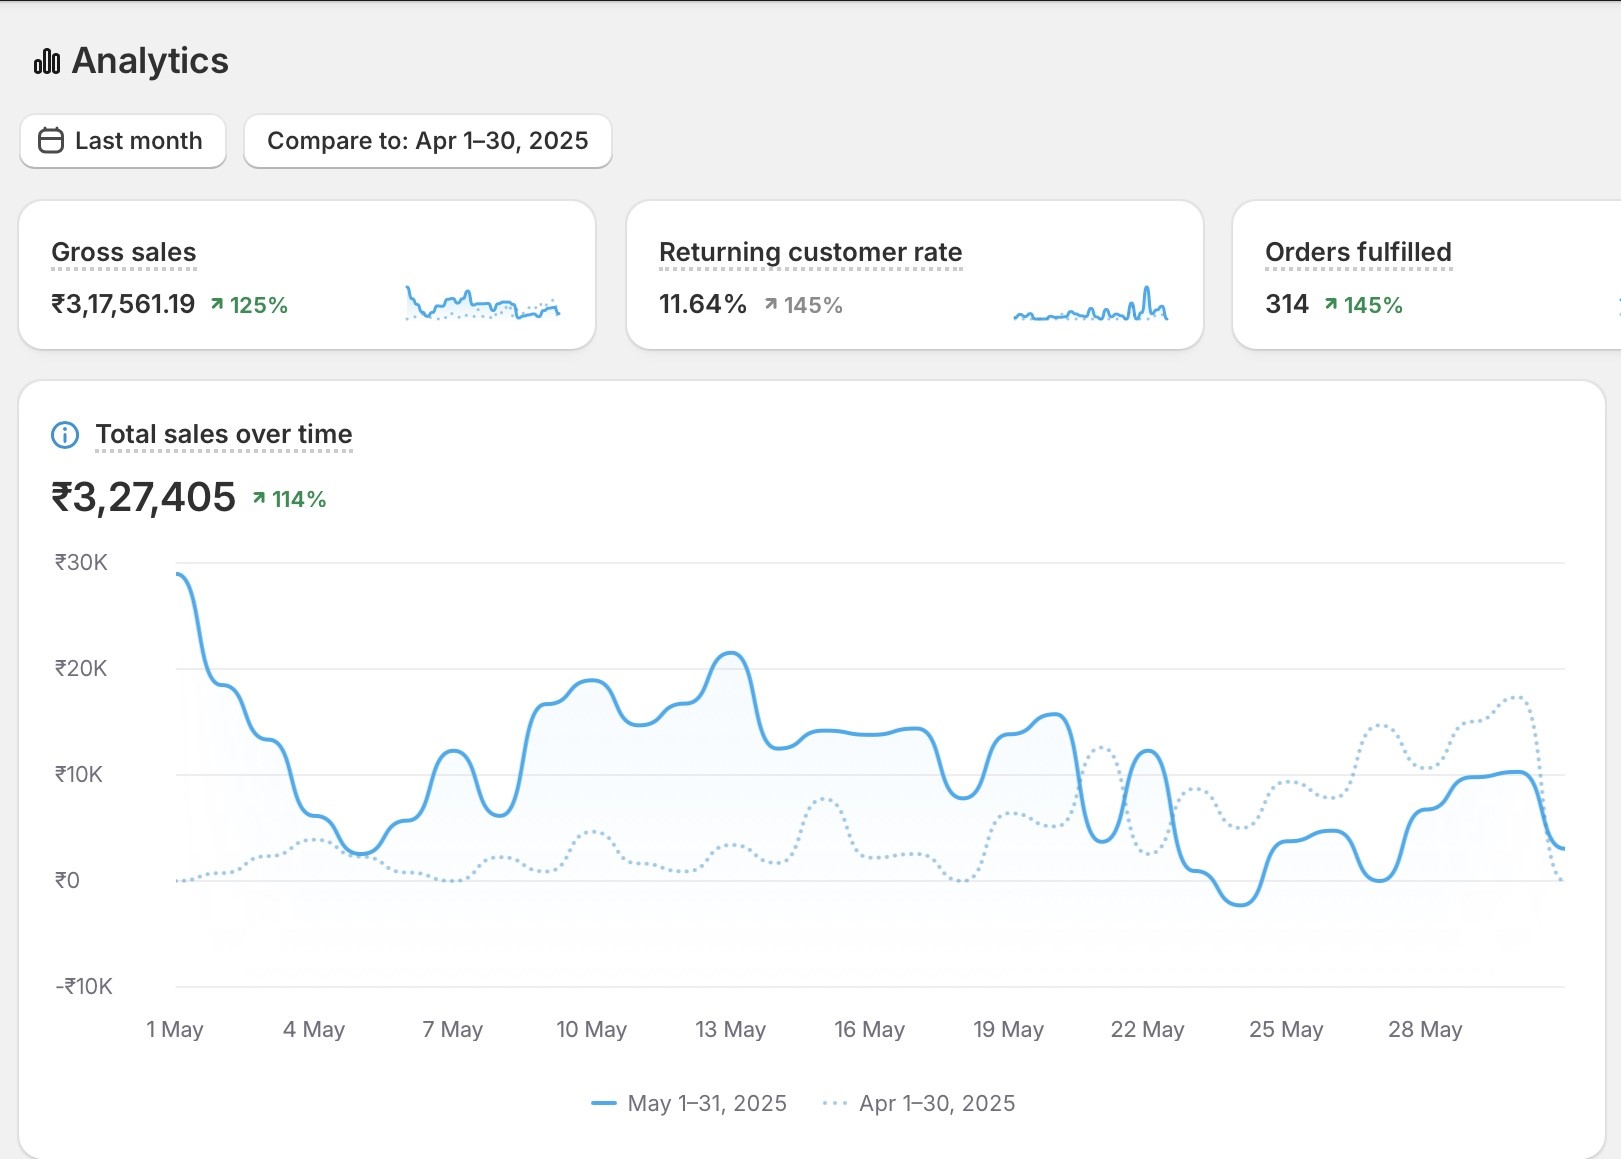 Analytics
Last month
Compare to: Apr 1–30, 2025
Gross sales
₹3,17,561.19 125%
Returning customer rate
11.64% 145%
Orders fulfilled
314 145%
Total sales over time
₹3,27,405 114%
₹30K
₹20K
₹10K
₹0
-₹10K
1 May 4 May 7 May 10 May 13 May 16 May 19 May 22 May 25 May 28 May
May 1–31, 2025 Apr 1–30, 2025